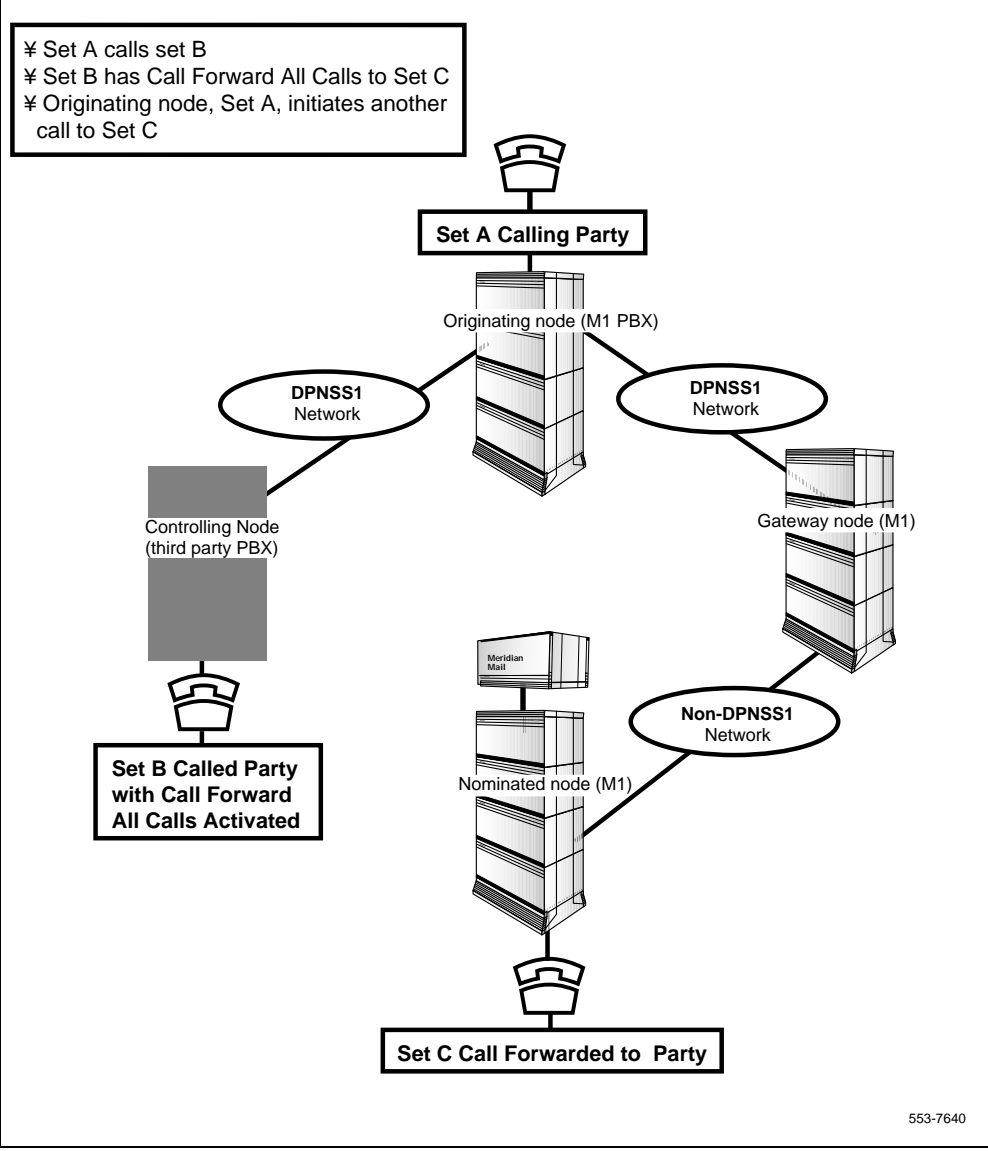 ¥ Set A calls set B
¥ Set B has Call Forward All Calls to Set C
¥ Originating node, Set A, initiates another
call to Set C
Set A Calling Party
Originating node (M1 PBX)
DPNSS1
Network
DPNSS1
Network
Controlling Node
(third party PBX)
Gateway node (M1)
Meridian
Mail
Non-DPNSS1
Network
Set B Called Party
with Call Forward
All Calls Activated
Nominated node (M1)
Set C Call Forwarded to  Party
553-7640